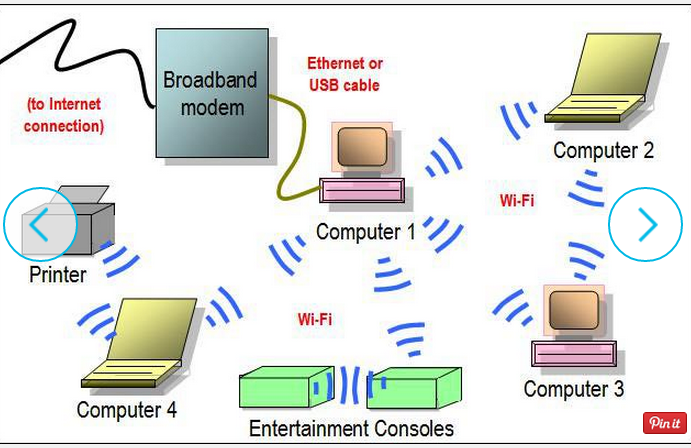 Ethernet or
USB cable
Broadband
modem
(to Internet
connection)
Computer 2
Wi-Fi
Computer 1
Printer
Wi-Fi
Computer 3
Computer 4
Entertainment Consoles
Pin it